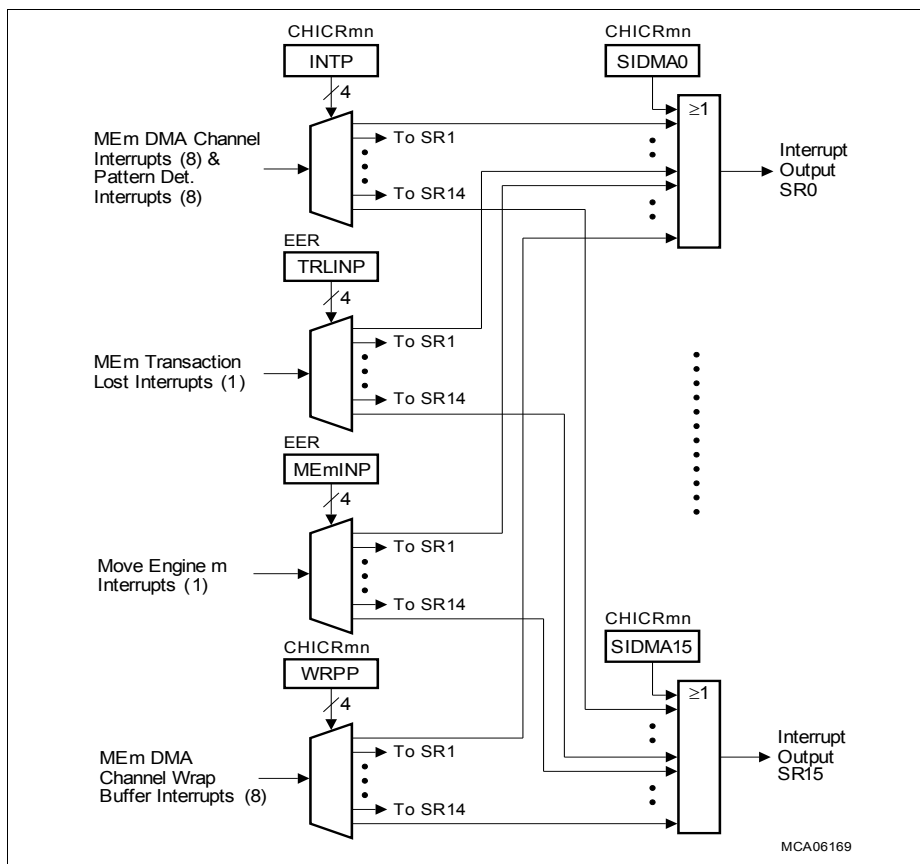 CHICRmn
INTP
4
MEm DMA Channel
Interrupts (8) &
Pattern Det.
Interrupts (8)
To SR1
To SR14
CHICRmn
SIDMA0
≥1
Interrupt
Output
SR0
EER
TRLINP
4
MEm Transaction
Lost Interrupts (1)
To SR1
To SR14
EER
MEmINP
4
Move Engine m
Interrupts (1)
To SR1
To SR14
CHICRmn
WRPP
4
MEm DMA
Channel Wrap
Buffer Interrupts (8)
To SR1
To SR14
CHICRmn
SIDMA15
≥1
Interrupt
Output
SR15
MCA06169